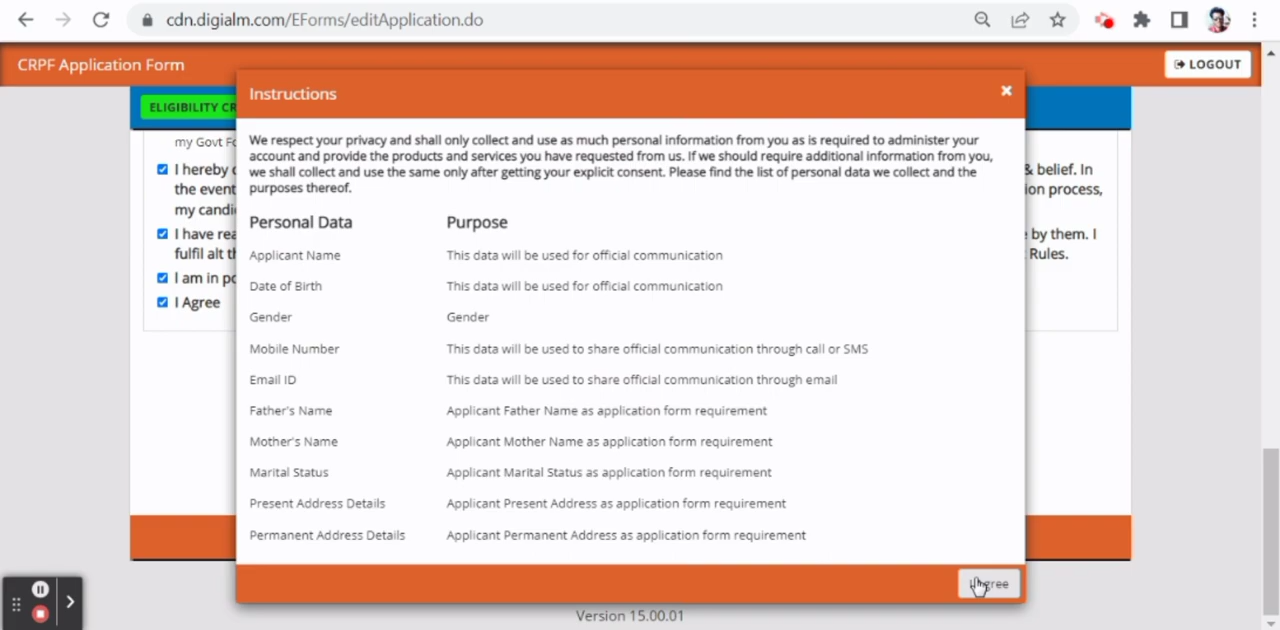 cdn.digialm.com/EForms/editApplication.do
CRPF Application Form
LOGOUT
Instructions
ELIGIBILITY
We respect your privacy and shall only collect and use as much personal information from you as is required to administer your
account and provide the products and services you have requested from us. If we should require additional information from you,
we shall collect and use the same only after getting your explicit consent. Please find the list of personal data we collect and the
purposes thereof.
my Govt
I hereby
& belief. In
the event
ion process,
my candi
I have rea
by them. I
fulfil alt th
Rules.
I am in po
I Agree
Personal Data Purpose
Applicant Name This data will be used for official communication
Date of Birth This data will be used for official communication
Gender Gender
Mobile Number This data will be used to share official communication through call or SMS
Email ID This data will be used to share official communication through email
Father's Name Applicant Father Name as application form requirement
Mother's Name Applicant Mother Name as application form requirement
Marital Status Applicant Marital Status as application form requirement
Present Address Details Applicant Present Address as application form requirement
Permanent Address Details Applicant Permanent Address as application form requirement
I Agree
Version 15.00.01